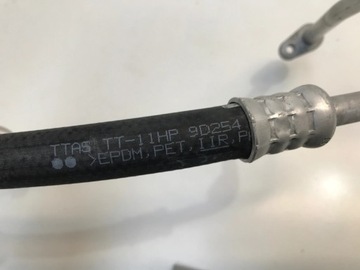 TTA5 TT-11HP 9D254
>EPDM,PET,IIR,P